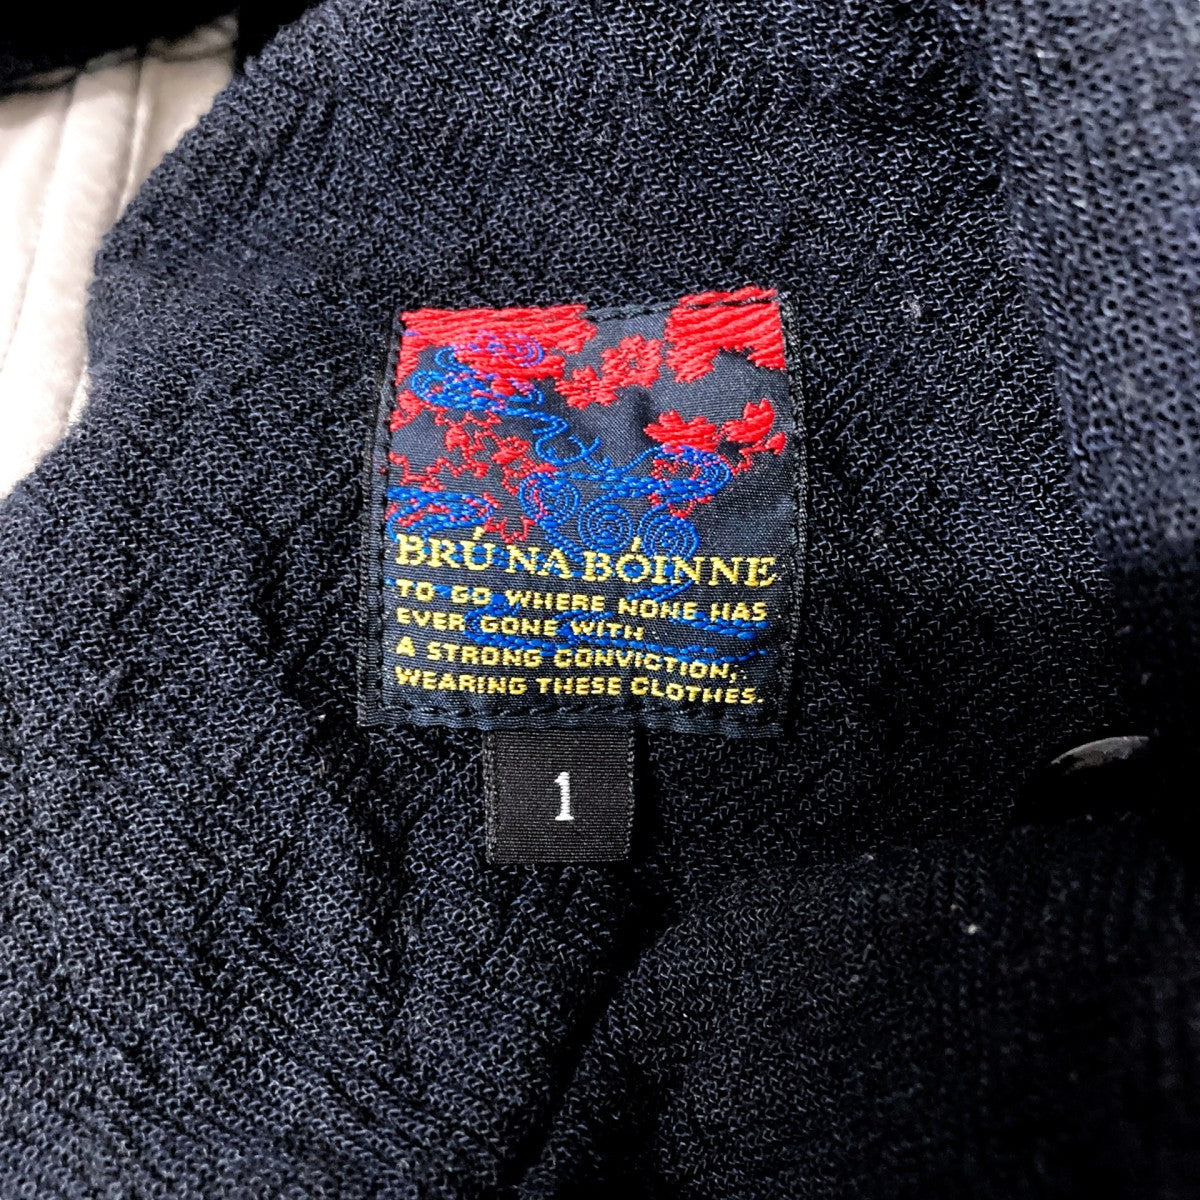 BRÚ NA BÓINNE
TO GO WHERE NONE HAS
EVER GONE WITH
A STRONG CONVICTION,
WEARING THESE CLOTHES.
1